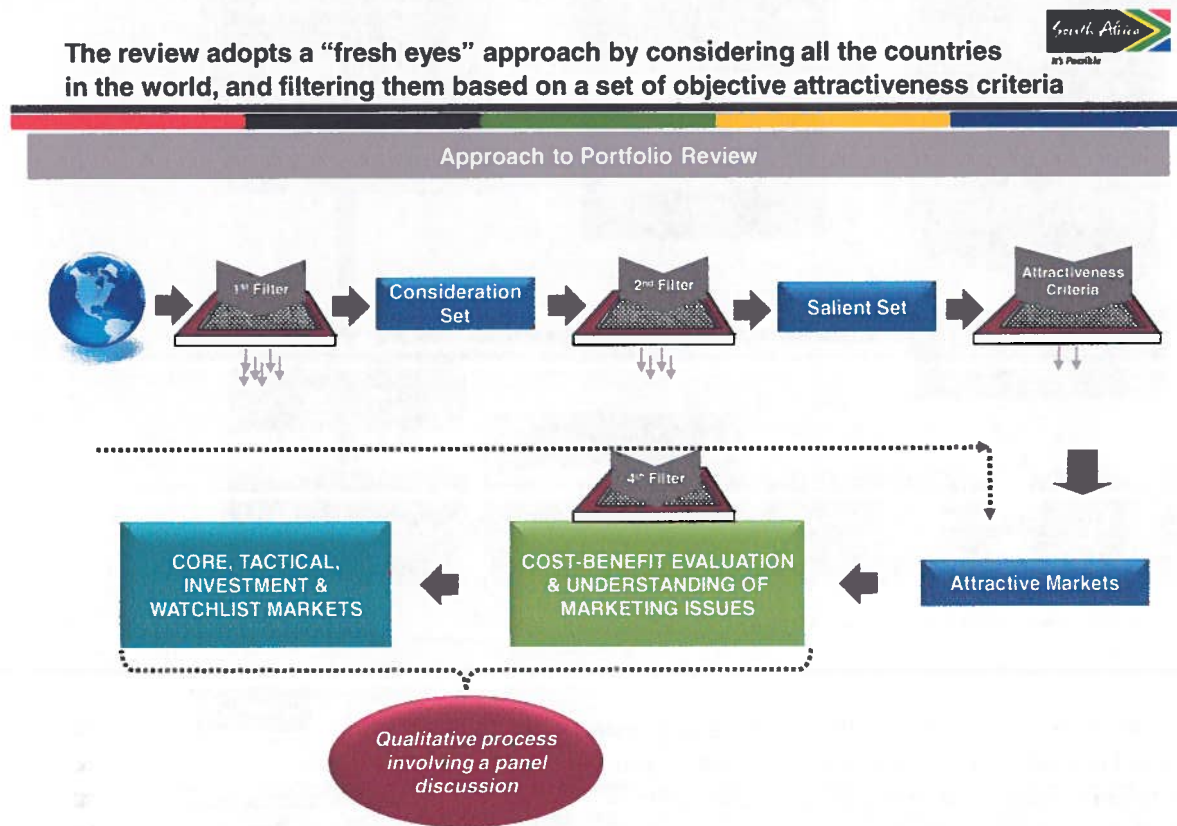 South Africa
It's Possible
The review adopts a “fresh eyes” approach by considering all the countries
in the world, and filtering them based on a set of objective attractiveness criteria
Approach to Portfolio Review
1st Filter
Consideration
Set
2nd Filter
Salient Set
Attractiveness
Criteria
4th Filter
CORE, TACTICAL,
INVESTMENT &
WATCHLIST MARKETS
COST-BENEFIT EVALUATION
& UNDERSTANDING OF
MARKETING ISSUES
Attractive Markets
Qualitative process
involving a panel
discussion